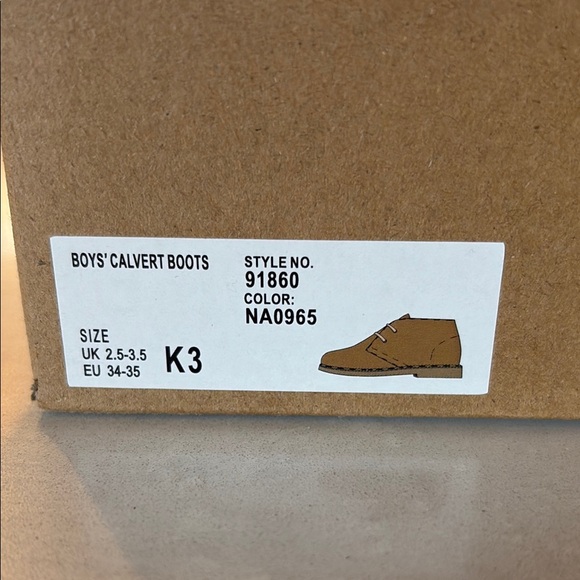 BOYS' CALVERT BOOTS
STYLE NO.
91860
COLOR:
NA0965
SIZE
UK 2.5-3.5
EU 34-35
K3